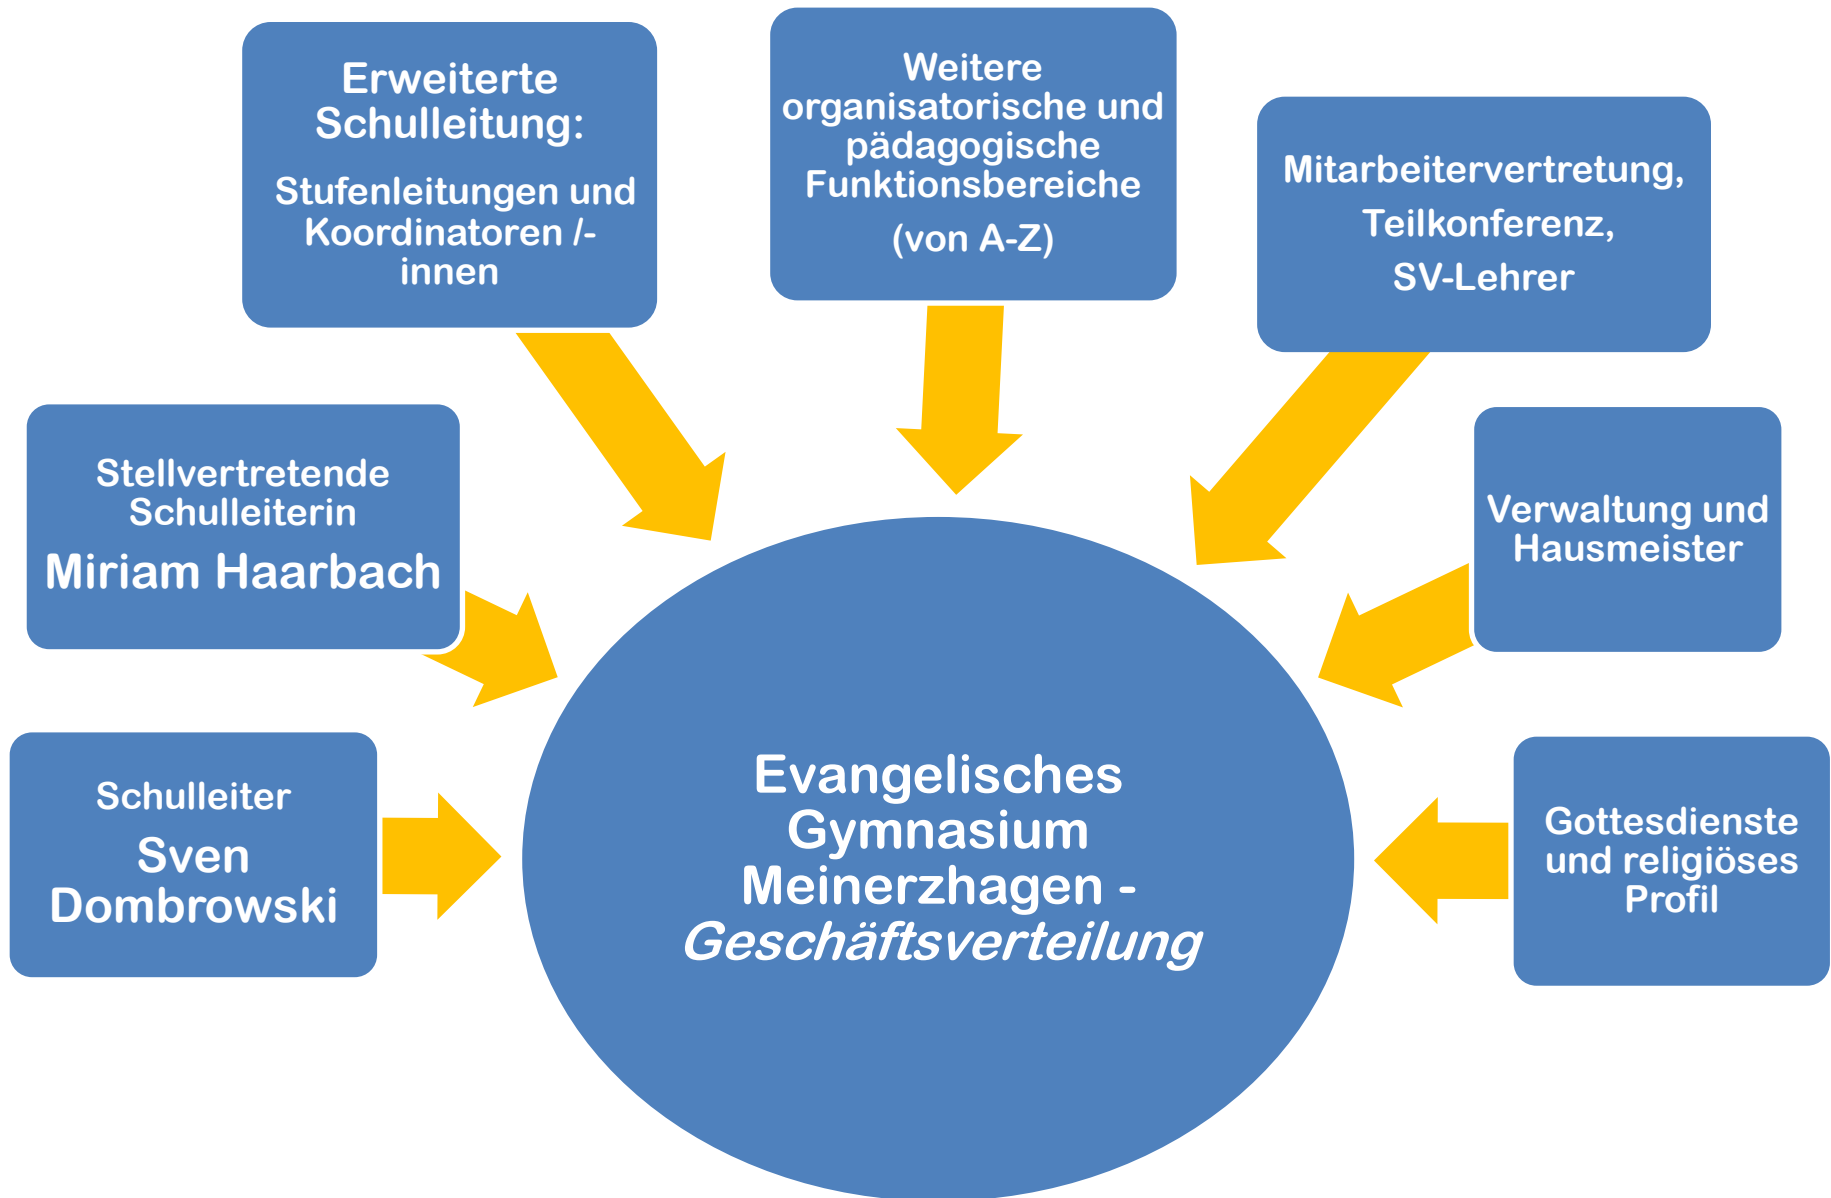 Erweiterte
Schulleitung:
Stufenleitungen und
Koordinatoren /-
innen
Weitere
organisatorische und
pädagogische
Funktionsbereiche
(von A-Z)
Mitarbeitervertretung,
Teilkonferenz,
SV-Lehrer
Stellvertretende
Schulleiterin
Miriam Haarbach
Verwaltung und
Hausmeister
Schulleiter
Sven
Dombrowski
Evangelisches
Gymnasium
Meinerzhagen -
Geschäftsverteilung
Gottesdienste
und religiöses
Profil